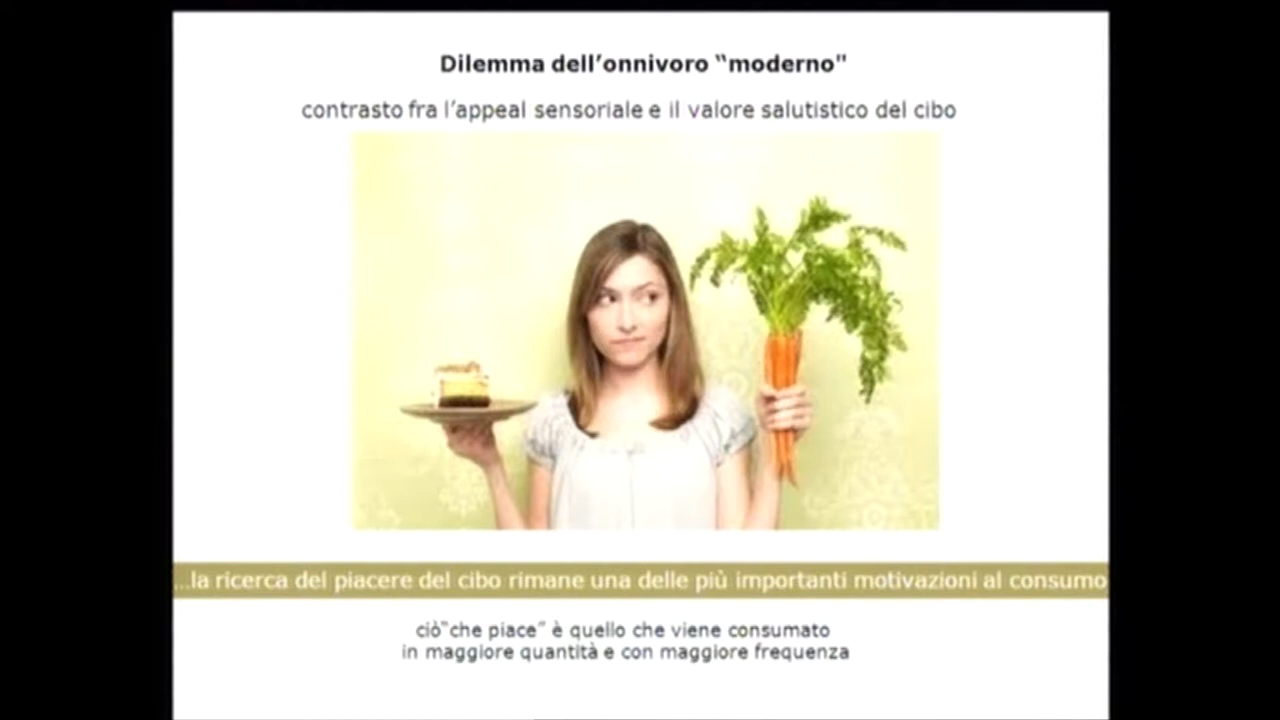 Dilemma dell’onnivoro “moderno"
contrasto fra l’appeal sensoriale e il valore salutistico del cibo
...la ricerca del piacere del cibo rimane una delle più importanti motivazioni al consumo
ciò“che piace” è quello che viene consumato
in maggiore quantità e con maggiore frequenza